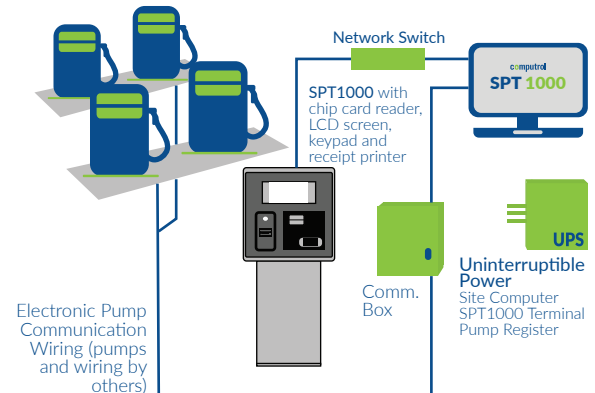 Network Switch
computrol
SPT 1000
SPT1000 with
chip card reader,
LCD screen,
keypad and
receipt printer
UPS
Uninterruptible
Power
Site Computer
SPT1000 Terminal
Pump Register
Comm.
Box
Electronic Pump
Communication
Wiring (pumps
and wiring by
others)